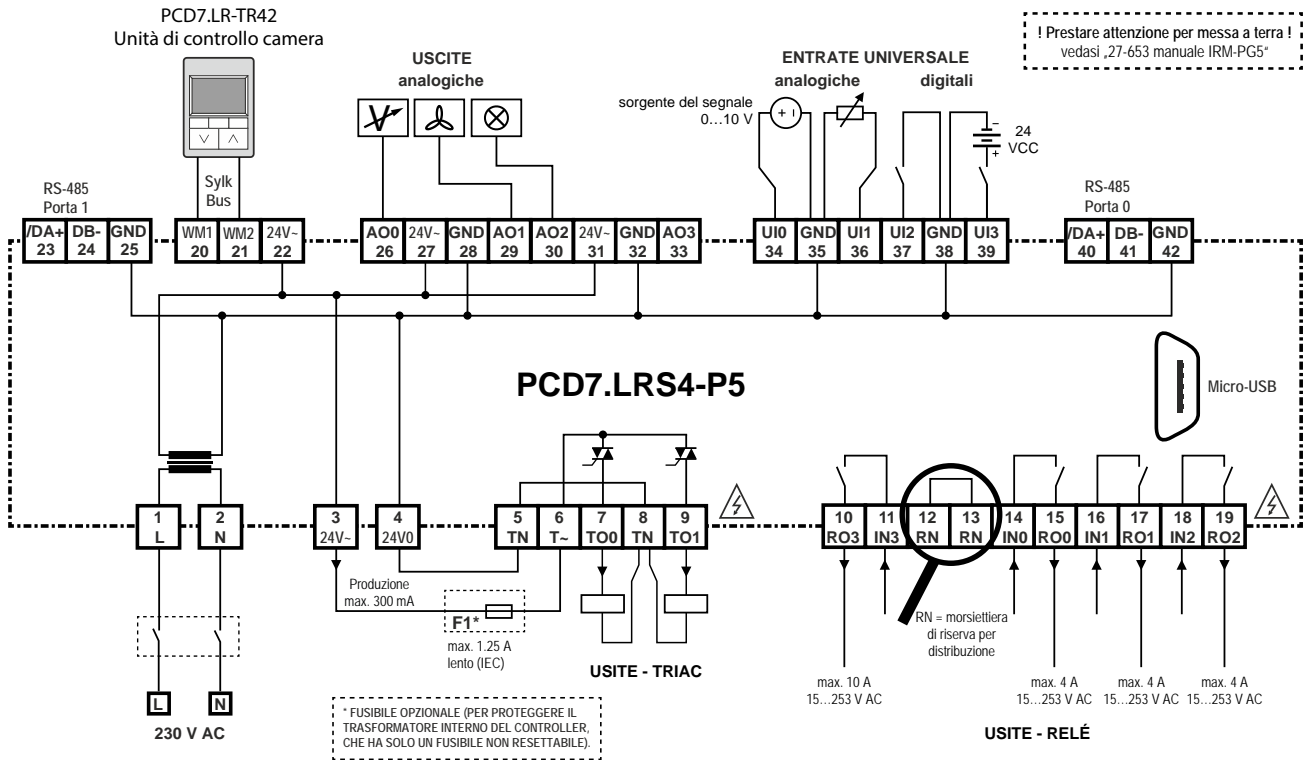 PCD7.LR-TR42
Unità di controllo camera
! Prestare attenzione per messa a terra !
vedasi „27-653 manuale IRM-PG5“
USCITE
analogiche
ENTRATE UNIVERSALE
analogiche digitali
sorgente del segnale
0…10 V
24
VCC
Sylk
Bus
RS-485
Porta 1
RS-485
Porta 0
/DA+ DB- GND WM1 WM2 24V~ AO0 24V~ GND AO1 AO2 24V~ GND AO3 UI0 GND UI1 UI2 GND UI3 /DA+ DB- GND
23 24 25 20 21 22 26 27 28 29 30 31 32 33 34 35 36 37 38 39 40 41 42
PCD7.LRS4-P5
Micro-USB
1 2 3 4 5 6 7 8 9 10 11 12 13 14 15 16 17 18 19
L N 24V~ 24V0 TN T~ TO0 TN TO1 RO3 IN3 RN RN IN0 RO0 IN1 RO1 IN2 RO2
Produzione
max. 300 mA
F1*
max. 1.25 A
lento (IEC)
USITE - TRIAC
RN = morsiettiera
di riserva per
distribuzione
max. 10 A
15…253 V AC
max. 4 A
15…253 V AC
max. 4 A
15…253 V AC
max. 4 A
15…253 V AC
L N
230 V AC
* FUSIBILE OPZIONALE (PER PROTEGGERE IL
TRASFORMATORE INTERNO DEL CONTROLLER,
CHE HA SOLO UN FUSIBILE NON RESETTABILE).
USITE - RELÉ